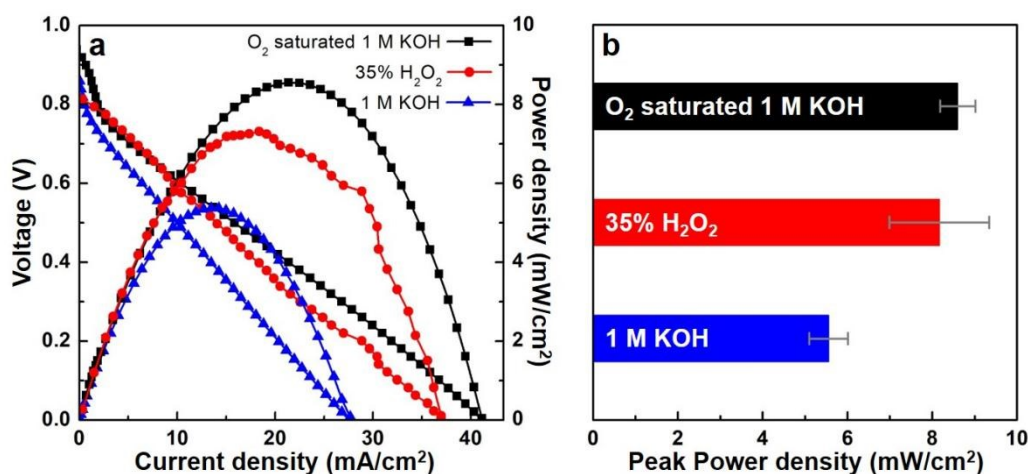 a
O₂ saturated 1 M KOH
35% H₂O₂
1 M KOH
Voltage (V)
1.0
0.8
0.6
0.4
0.2
0.0
0
10
20
30
40
Current density (mA/cm²)
10
8
6
4
2
0
Power density (mW/cm²)
b
O₂ saturated 1 M KOH
35% H₂O₂
1 M KOH
0
2
4
6
8
10
Peak Power density (mW/cm²)